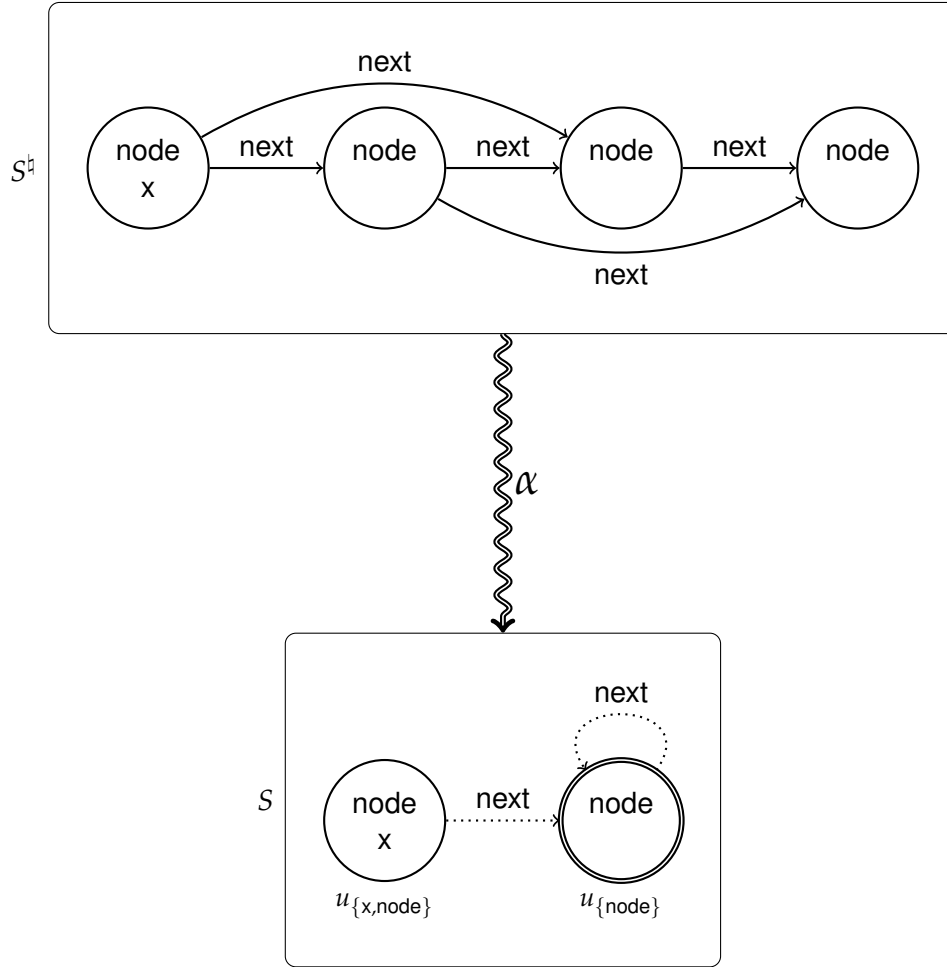 next
node
x
next
node
next
node
next
node
S♮
next
α
next
S
node
x
next
node
u{x,node}
u{node}